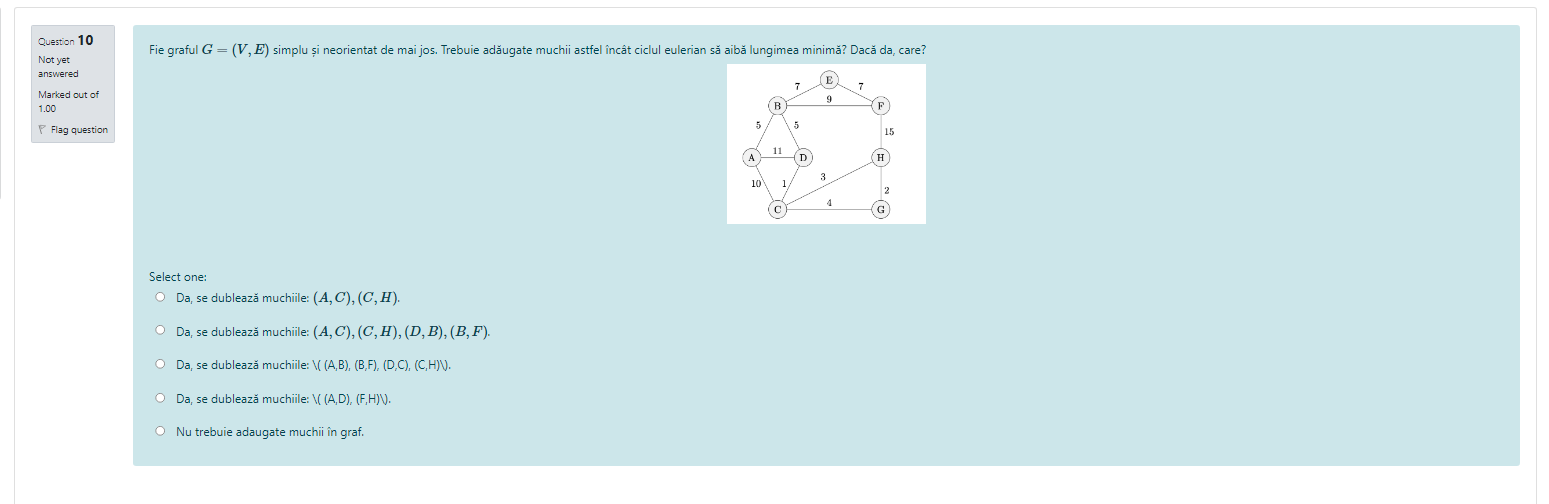 Question 10
Not yet
answered
Marked out of
1.00
Flag question
Fie graful G = (V, E) simplu și neorientat de mai jos. Trebuie adăugate muchii astfel încât ciclul eulerian să aibă lungimea minimă? Dacă da, care?
E
7 7
9
B F
5 5
15
11
A D H
3
10 1
2
4
C G
Select one:
Da, se dublează muchiile: (A, C), (C, H).
Da, se dublează muchiile: (A, C), (C, H), (D, B), (B, F).
Da, se dublează muchiile: \( (A,B), (B,F), (D,C), (C,H)\).
Da, se dublează muchiile: \( (A,D), (F,H)\).
Nu trebuie adaugate muchii în graf.